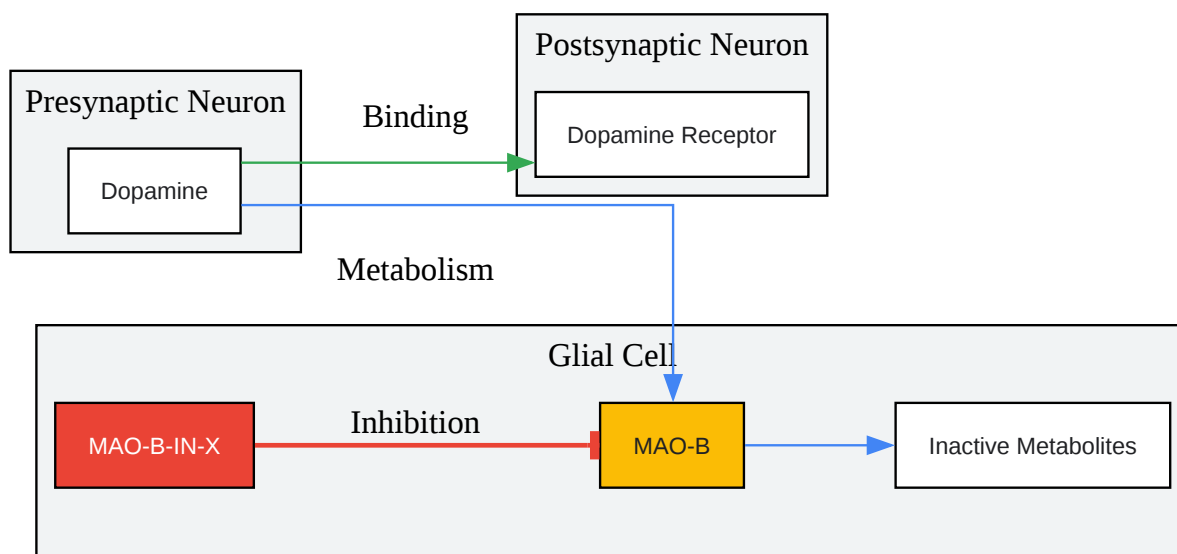 Postsynaptic Neuron
Presynaptic Neuron
Binding
Dopamine Receptor
Dopamine
Metabolism
Glial Cell
Inhibition
MAO-B-IN-X
MAO-B
Inactive Metabolites